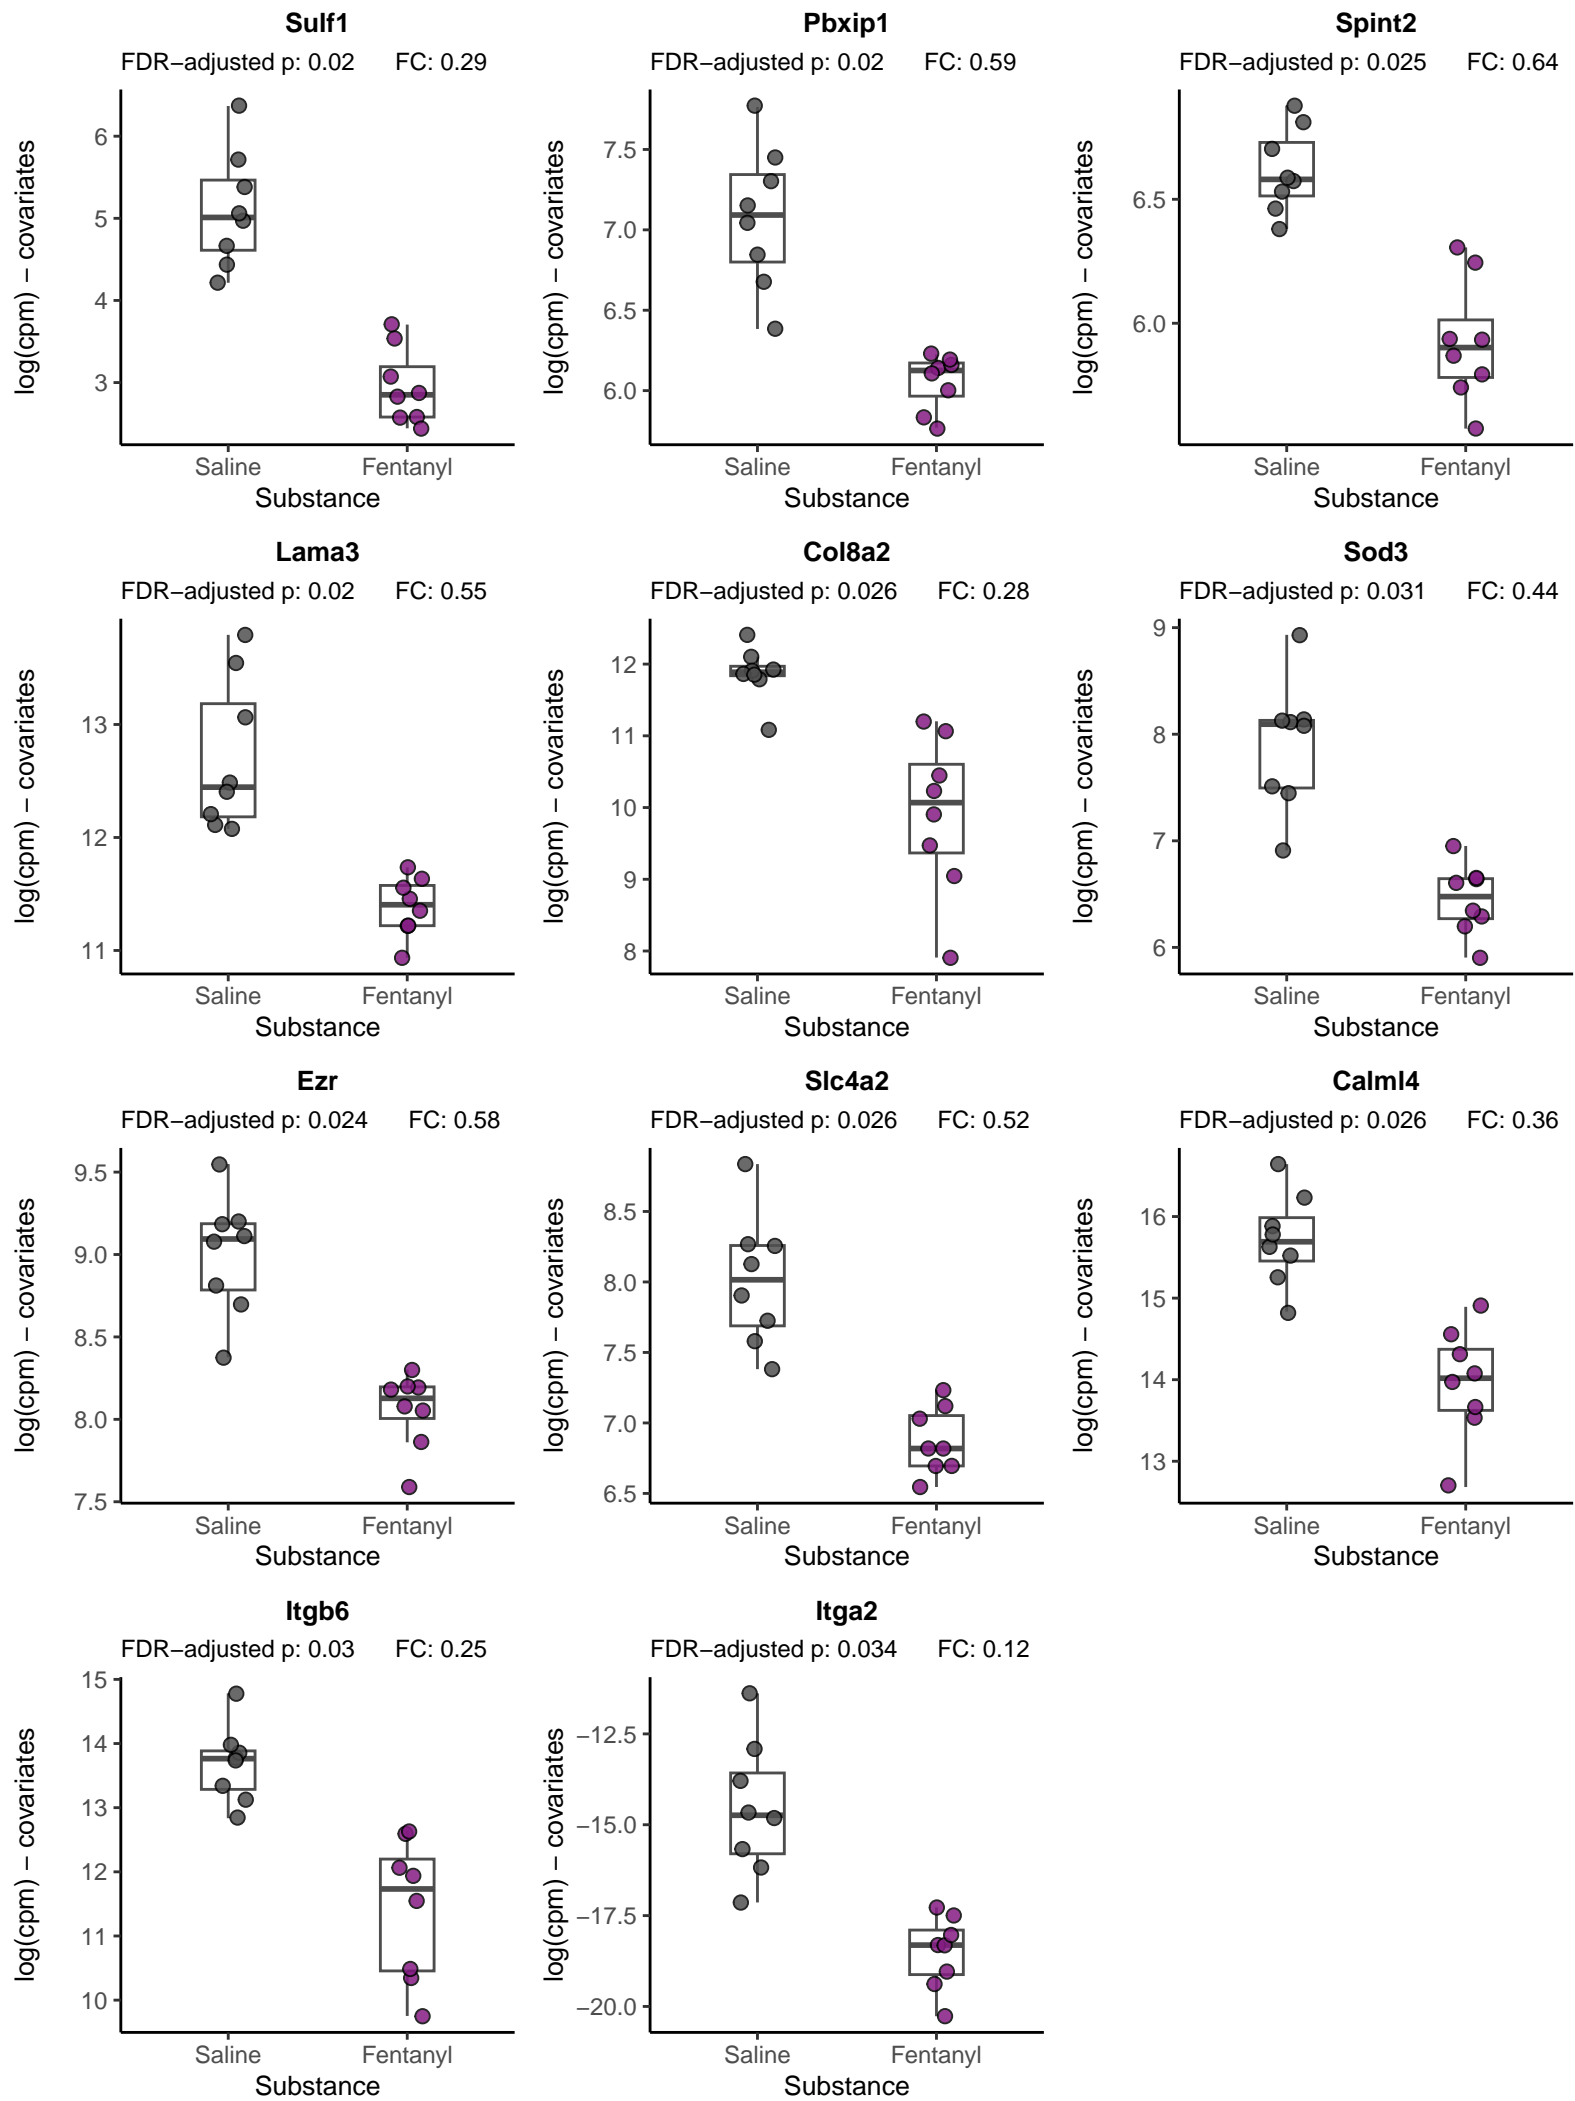 Sulf1
FDR−adjusted p: 0.02 FC: 0.29
log(cpm) − covariates
6
5
4
3
Saline Fentanyl
Substance
Pbxip1
FDR−adjusted p: 0.02 FC: 0.59
log(cpm) − covariates
7.5
7.0
6.5
6.0
Saline Fentanyl
Substance
Spint2
FDR−adjusted p: 0.025 FC: 0.64
log(cpm) − covariates
6.5
6.0
Saline Fentanyl
Substance
Lama3
FDR−adjusted p: 0.02 FC: 0.55
log(cpm) − covariates
13
12
11
Saline Fentanyl
Substance
Col8a2
FDR−adjusted p: 0.026 FC: 0.28
log(cpm) − covariates
12
11
10
9
8
Saline Fentanyl
Substance
Sod3
FDR−adjusted p: 0.031 FC: 0.44
log(cpm) − covariates
9
8
7
6
Saline Fentanyl
Substance
Ezr
FDR−adjusted p: 0.024 FC: 0.58
log(cpm) − covariates
9.5
9.0
8.5
8.0
7.5
Saline Fentanyl
Substance
Slc4a2
FDR−adjusted p: 0.026 FC: 0.52
log(cpm) − covariates
8.5
8.0
7.5
7.0
6.5
Saline Fentanyl
Substance
Calml4
FDR−adjusted p: 0.026 FC: 0.36
log(cpm) − covariates
16
15
14
13
Saline Fentanyl
Substance
Itgb6
FDR−adjusted p: 0.03 FC: 0.25
log(cpm) − covariates
15
14
13
12
11
10
Saline Fentanyl
Substance
Itga2
FDR−adjusted p: 0.034 FC: 0.12
log(cpm) − covariates
−12.5
−15.0
−17.5
−20.0
Saline Fentanyl
Substance